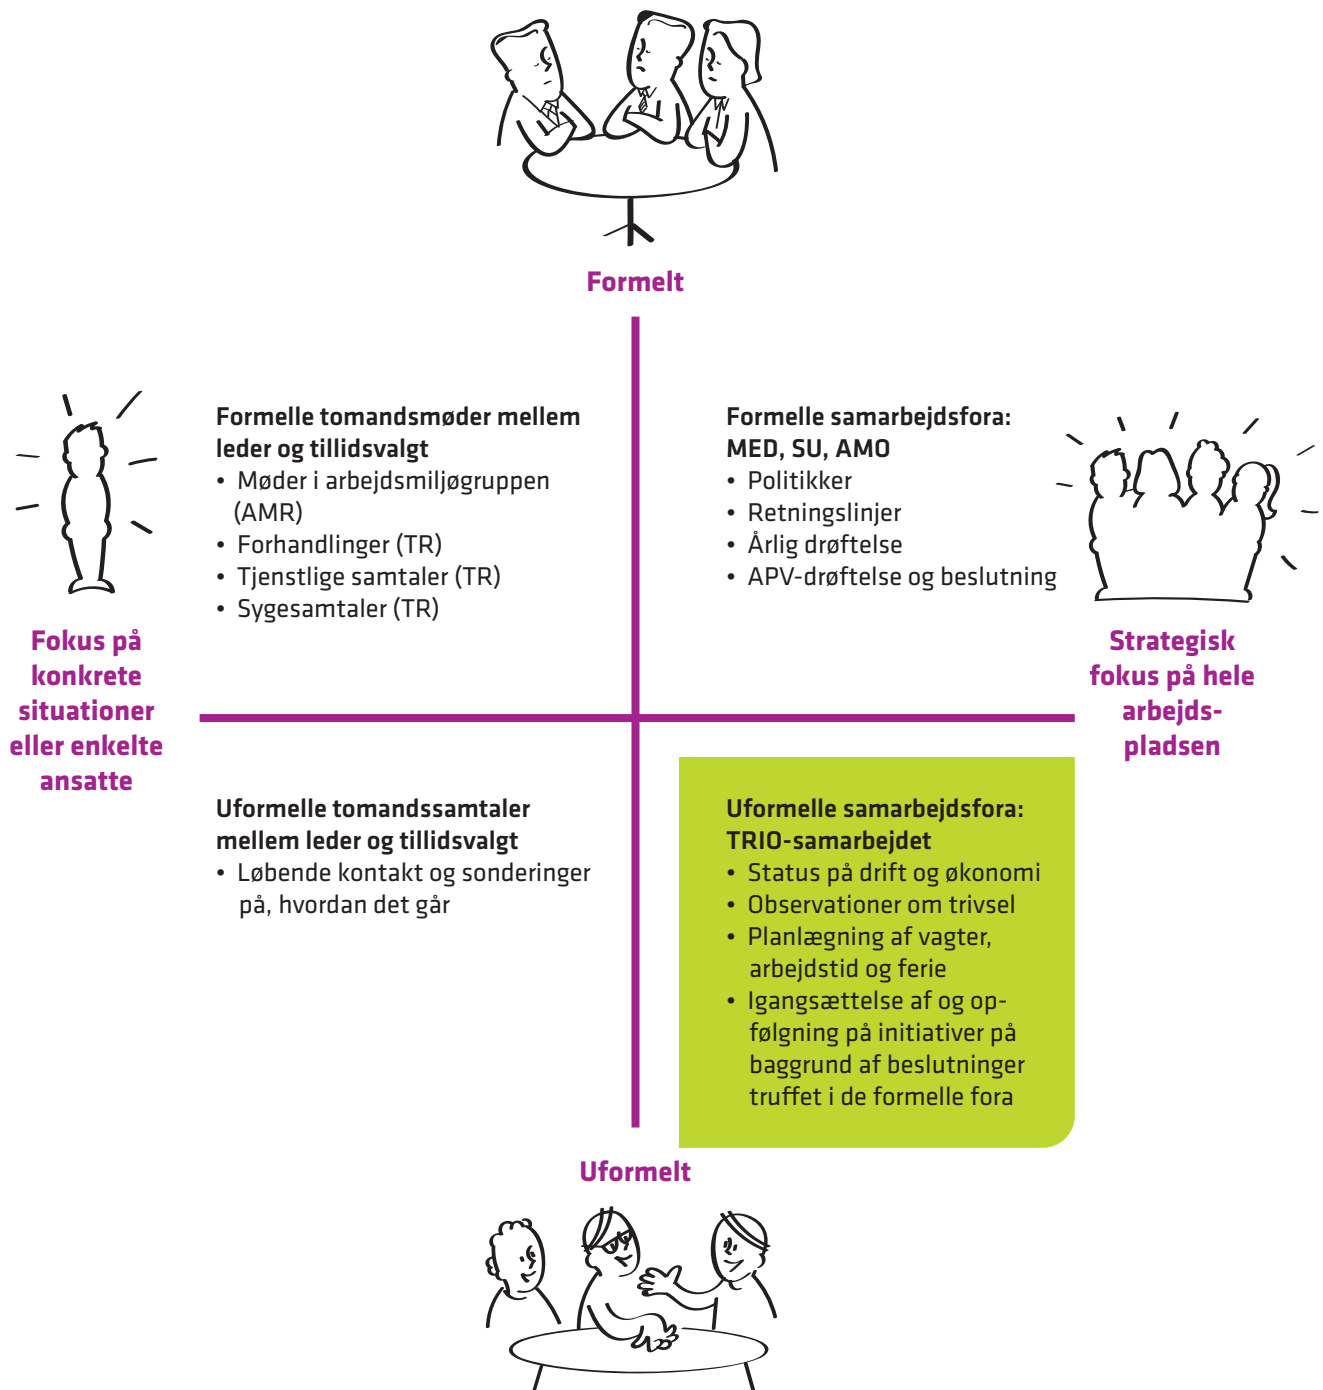 Formelt
Formelle tomandsmøder mellem
leder og tillidsvalgt
• Møder i arbejdsmiljøgruppen
(AMR)
• Forhandlinger (TR)
• Tjenstlige samtaler (TR)
• Sygesamtaler (TR)
Formelle samarbejdsfora:
MED, SU, AMO
• Politikker
• Retningslinjer
• Årlig drøftelse
• APV-drøftelse og beslutning
Fokus på
konkrete
situationer
eller enkelte
ansatte
Strategisk
fokus på hele
arbejds-
pladsen
Uformelle tomandssamtaler
mellem leder og tillidsvalgt
• Løbende kontakt og sonderinger
på, hvordan det går
Uformelle samarbejdsfora:
TRIO-samarbejdet
• Status på drift og økonomi
• Observationer om trivsel
• Planlægning af vagter,
arbejdstid og ferie
• Igangsættelse af og op-
følgning på initiativer på
baggrund af beslutninger
truffet i de formelle fora
Uformelt